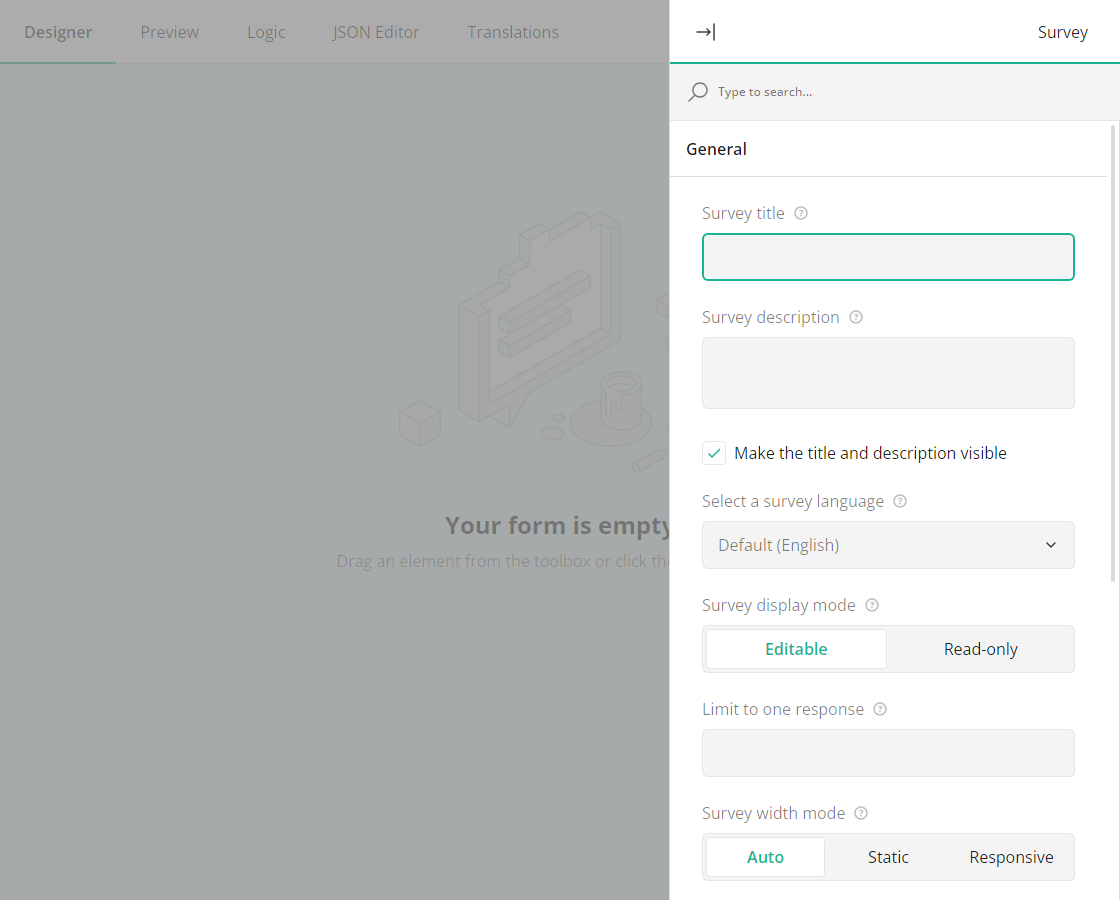 Designer Preview Logic JSON Editor Translations
Survey
Type to search...
General
Survey title
Survey description
Make the title and description visible
Select a survey language
Default (English)
Survey display mode
Editable Read-only
Limit to one response
Survey width mode
Auto Static Responsive
Your form is empty
Drag an element from the toolbox or click the